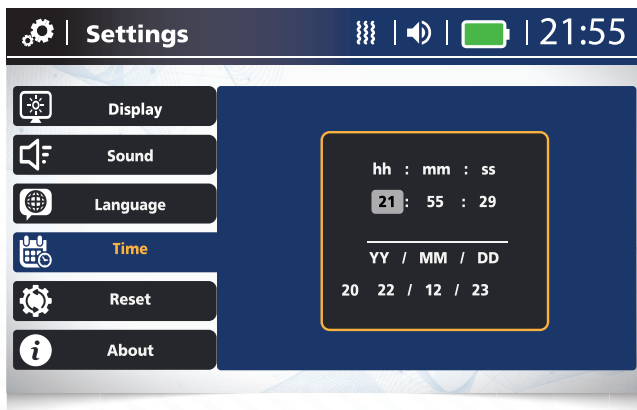 Settings 21:55
Display
Sound
Language
Time
Reset
About
hh : mm : ss
21 : 55 : 29
YY / MM / DD
20 22 / 12 / 23